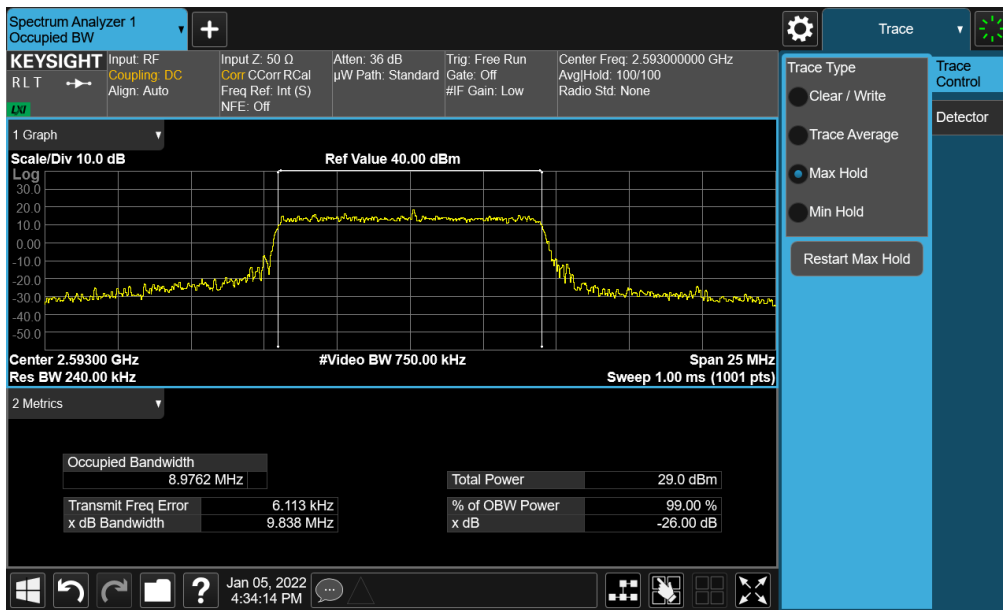 Spectrum Analyzer 1
Occupied BW
Trace
KEYSIGHT
RLT
LXI
Input: RF
Coupling: DC
Align: Auto
Input Z: 50 Ω
Corr CCorr RCal
Freq Ref: Int (S)
NFE: Off
Atten: 36 dB
µW Path: Standard
Trig: Free Run
Gate: Off
#IF Gain: Low
Center Freq: 2.593000000 GHz
Avg|Hold: 100/100
Radio Std: None
Trace Type
Clear / Write
Trace Average
Max Hold
Min Hold
Restart Max Hold
Trace
Control
Detector
1 Graph
Scale/Div 10.0 dB
Ref Value 40.00 dBm
Log
30.0
20.0
10.0
0.00
-10.0
-20.0
-30.0
-40.0
-50.0
Center 2.59300 GHz
#Video BW 750.00 kHz
Span 25 MHz
Res BW 240.00 kHz
Sweep 1.00 ms (1001 pts)
2 Metrics
Occupied Bandwidth
8.9762 MHz
Total Power 29.0 dBm
Transmit Freq Error 6.113 kHz
% of OBW Power 99.00 %
x dB Bandwidth 9.838 MHz
x dB -26.00 dB
Jan 05, 2022
4:34:14 PM